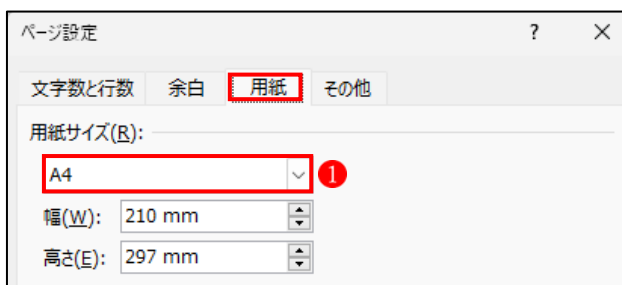 ページ設定 ? ×
文字数と行数 余白 用紙 その他
用紙サイズ(R):
A4 1
幅(W): 210 mm
高さ(E): 297 mm